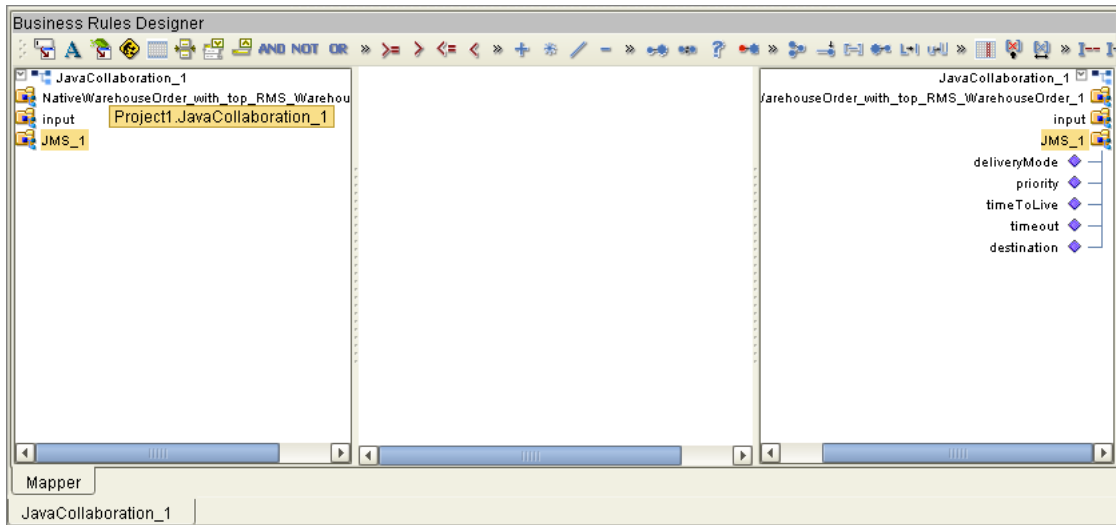 Business Rules Designer
A AND NOT OR » >= > <= < » + * / - » ? » » »
JavaCollaboration_1
NativeWarehouseOrder_with_top_RMS_Warehou
input
Project1.JavaCollaboration_1
JMS_1
JavaCollaboration_1
arehouseOrder_with_top_RMS_WarehouseOrder_1
input
JMS_1
deliveryMode
priority
timeToLive
timeout
destination
Mapper
JavaCollaboration_1